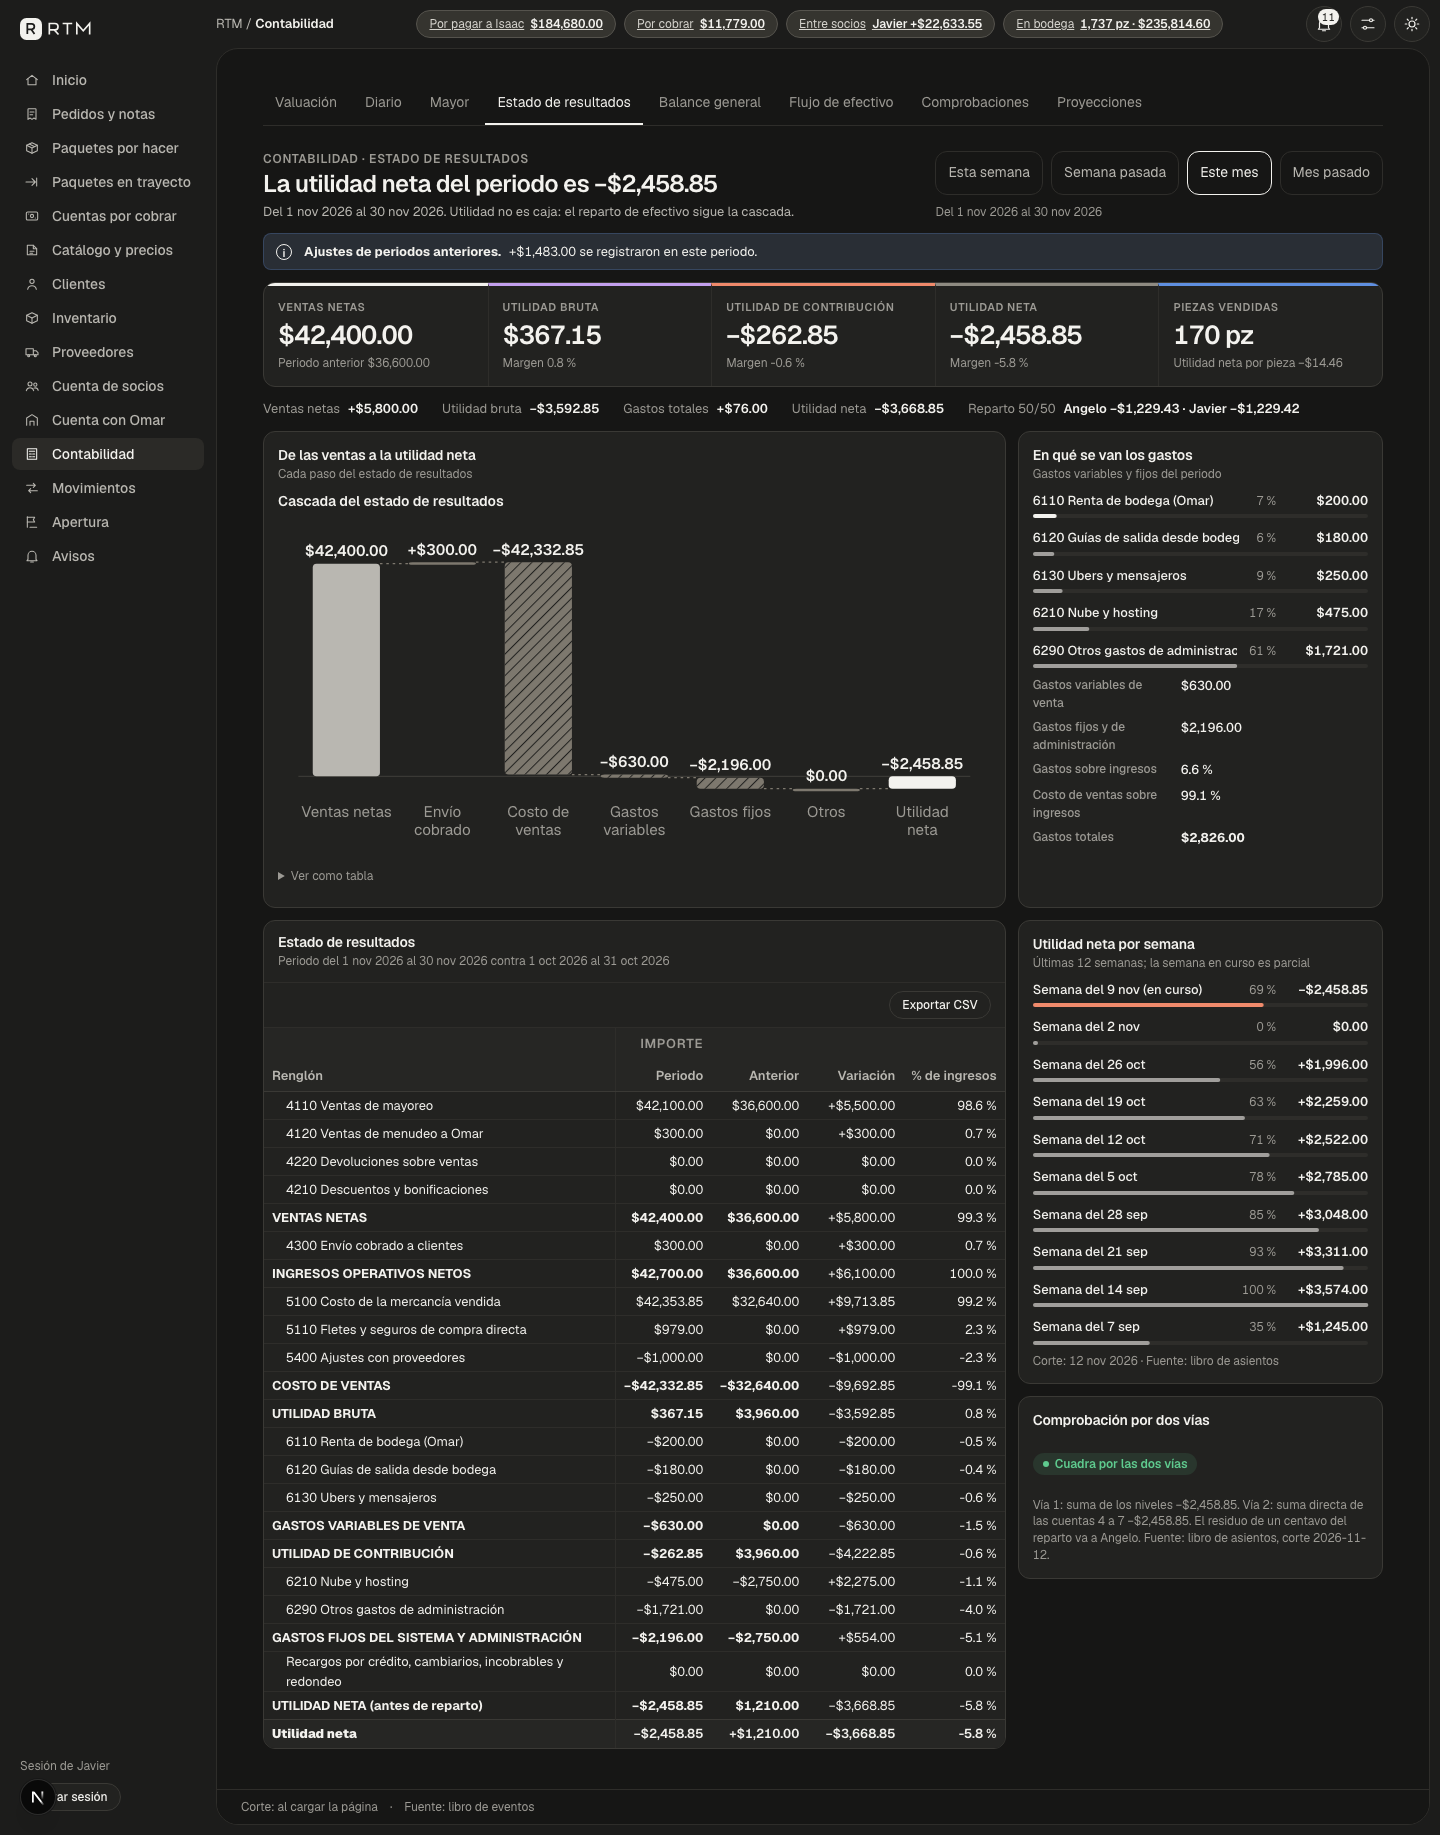 R RTM
RTM / Contabilidad
Por pagar a Isaac $184,680.00
Por cobrar $11,779.00
Entre socios Javier +$22,633.55
En bodega 1,737 pz · $235,814.60
11
Inicio
Pedidos y notas
Paquetes por hacer
Paquetes en trayecto
Cuentas por cobrar
Catálogo y precios
Clientes
Inventario
Proveedores
Cuenta de socios
Cuenta con Omar
Contabilidad
Movimientos
Apertura
Avisos
Sesión de Javier
N ar sesión
Valuación Diario Mayor Estado de resultados Balance general Flujo de efectivo Comprobaciones Proyecciones
CONTABILIDAD · ESTADO DE RESULTADOS
La utilidad neta del periodo es −$2,458.85
Del 1 nov 2026 al 30 nov 2026. Utilidad no es caja: el reparto de efectivo sigue la cascada.
Esta semana Semana pasada Este mes Mes pasado
Del 1 nov 2026 al 30 nov 2026
Ajustes de periodos anteriores. +$1,483.00 se registraron en este periodo.
VENTAS NETAS
$42,400.00
Periodo anterior $36,600.00
UTILIDAD BRUTA
$367.15
Margen 0.8 %
UTILIDAD DE CONTRIBUCIÓN
−$262.85
Margen -0.6 %
UTILIDAD NETA
−$2,458.85
Margen -5.8 %
PIEZAS VENDIDAS
170 pz
Utilidad neta por pieza −$14.46
Ventas netas +$5,800.00 Utilidad bruta −$3,592.85 Gastos totales +$76.00 Utilidad neta −$3,668.85 Reparto 50/50 Angelo −$1,229.43 · Javier −$1,229.42
De las ventas a la utilidad neta
Cada paso del estado de resultados
Cascada del estado de resultados
$42,400.00 +$300.00 −$42,332.85
−$630.00 −$2,196.00 $0.00 −$2,458.85
Ventas netas
Envío cobrado
Costo de ventas
Gastos variables
Gastos fijos
Otros
Utilidad neta
Ver como tabla
En qué se van los gastos
Gastos variables y fijos del periodo
6110 Renta de bodega (Omar) 7 % $200.00
6120 Guías de salida desde bodeg 6 % $180.00
6130 Ubers y mensajeros 9 % $250.00
6210 Nube y hosting 17 % $475.00
6290 Otros gastos de administrac 61 % $1,721.00
Gastos variables de venta $630.00
Gastos fijos y de administración $2,196.00
Gastos sobre ingresos 6.6 %
Costo de ventas sobre ingresos 99.1 %
Gastos totales $2,826.00
Estado de resultados
Periodo del 1 nov 2026 al 30 nov 2026 contra 1 oct 2026 al 31 oct 2026
Exportar CSV
IMPORTE
Renglón Periodo Anterior Variación % de ingresos
4110 Ventas de mayoreo $42,100.00 $36,600.00 +$5,500.00 98.6 %
4120 Ventas de menudeo a Omar $300.00 $0.00 +$300.00 0.7 %
4220 Devoluciones sobre ventas $0.00 $0.00 $0.00 0.0 %
4210 Descuentos y bonificaciones $0.00 $0.00 $0.00 0.0 %
VENTAS NETAS $42,400.00 $36,600.00 +$5,800.00 99.3 %
4300 Envío cobrado a clientes $300.00 $0.00 +$300.00 0.7 %
INGRESOS OPERATIVOS NETOS $42,700.00 $36,600.00 +$6,100.00 100.0 %
5100 Costo de la mercancía vendida $42,353.85 $32,640.00 +$9,713.85 99.2 %
5110 Fletes y seguros de compra directa $979.00 $0.00 +$979.00 2.3 %
5400 Ajustes con proveedores −$1,000.00 $0.00 −$1,000.00 -2.3 %
COSTO DE VENTAS −$42,332.85 −$32,640.00 −$9,692.85 -99.1 %
UTILIDAD BRUTA $367.15 $3,960.00 −$3,592.85 0.8 %
6110 Renta de bodega (Omar) −$200.00 $0.00 −$200.00 -0.5 %
6120 Guías de salida desde bodega −$180.00 $0.00 −$180.00 -0.4 %
6130 Ubers y mensajeros −$250.00 $0.00 −$250.00 -0.6 %
GASTOS VARIABLES DE VENTA −$630.00 $0.00 −$630.00 -1.5 %
UTILIDAD DE CONTRIBUCIÓN −$262.85 $3,960.00 −$4,222.85 -0.6 %
6210 Nube y hosting −$475.00 −$2,750.00 +$2,275.00 -1.1 %
6290 Otros gastos de administración −$1,721.00 $0.00 −$1,721.00 -4.0 %
GASTOS FIJOS DEL SISTEMA Y ADMINISTRACIÓN −$2,196.00 −$2,750.00 +$554.00 -5.1 %
Recargos por crédito, cambiarios, incobrables y redondeo $0.00 $0.00 $0.00 0.0 %
UTILIDAD NETA (antes de reparto) −$2,458.85 $1,210.00 −$3,668.85 -5.8 %
Utilidad neta −$2,458.85 +$1,210.00 −$3,668.85 -5.8 %
Utilidad neta por semana
Últimas 12 semanas; la semana en curso es parcial
Semana del 9 nov (en curso) 69 % −$2,458.85
Semana del 2 nov 0 % $0.00
Semana del 26 oct 56 % +$1,996.00
Semana del 19 oct 63 % +$2,259.00
Semana del 12 oct 71 % +$2,522.00
Semana del 5 oct 78 % +$2,785.00
Semana del 28 sep 85 % +$3,048.00
Semana del 21 sep 93 % +$3,311.00
Semana del 14 sep 100 % +$3,574.00
Semana del 7 sep 35 % +$1,245.00
Corte: 12 nov 2026 · Fuente: libro de asientos
Comprobación por dos vías
Cuadra por las dos vías
Vía 1: suma de los niveles −$2,458.85. Vía 2: suma directa de
las cuentas 4 a 7 −$2,458.85. El residuo de un centavo del
reparto va a Angelo. Fuente: libro de asientos, corte 2026-11-
12.
Corte: al cargar la página · Fuente: libro de eventos